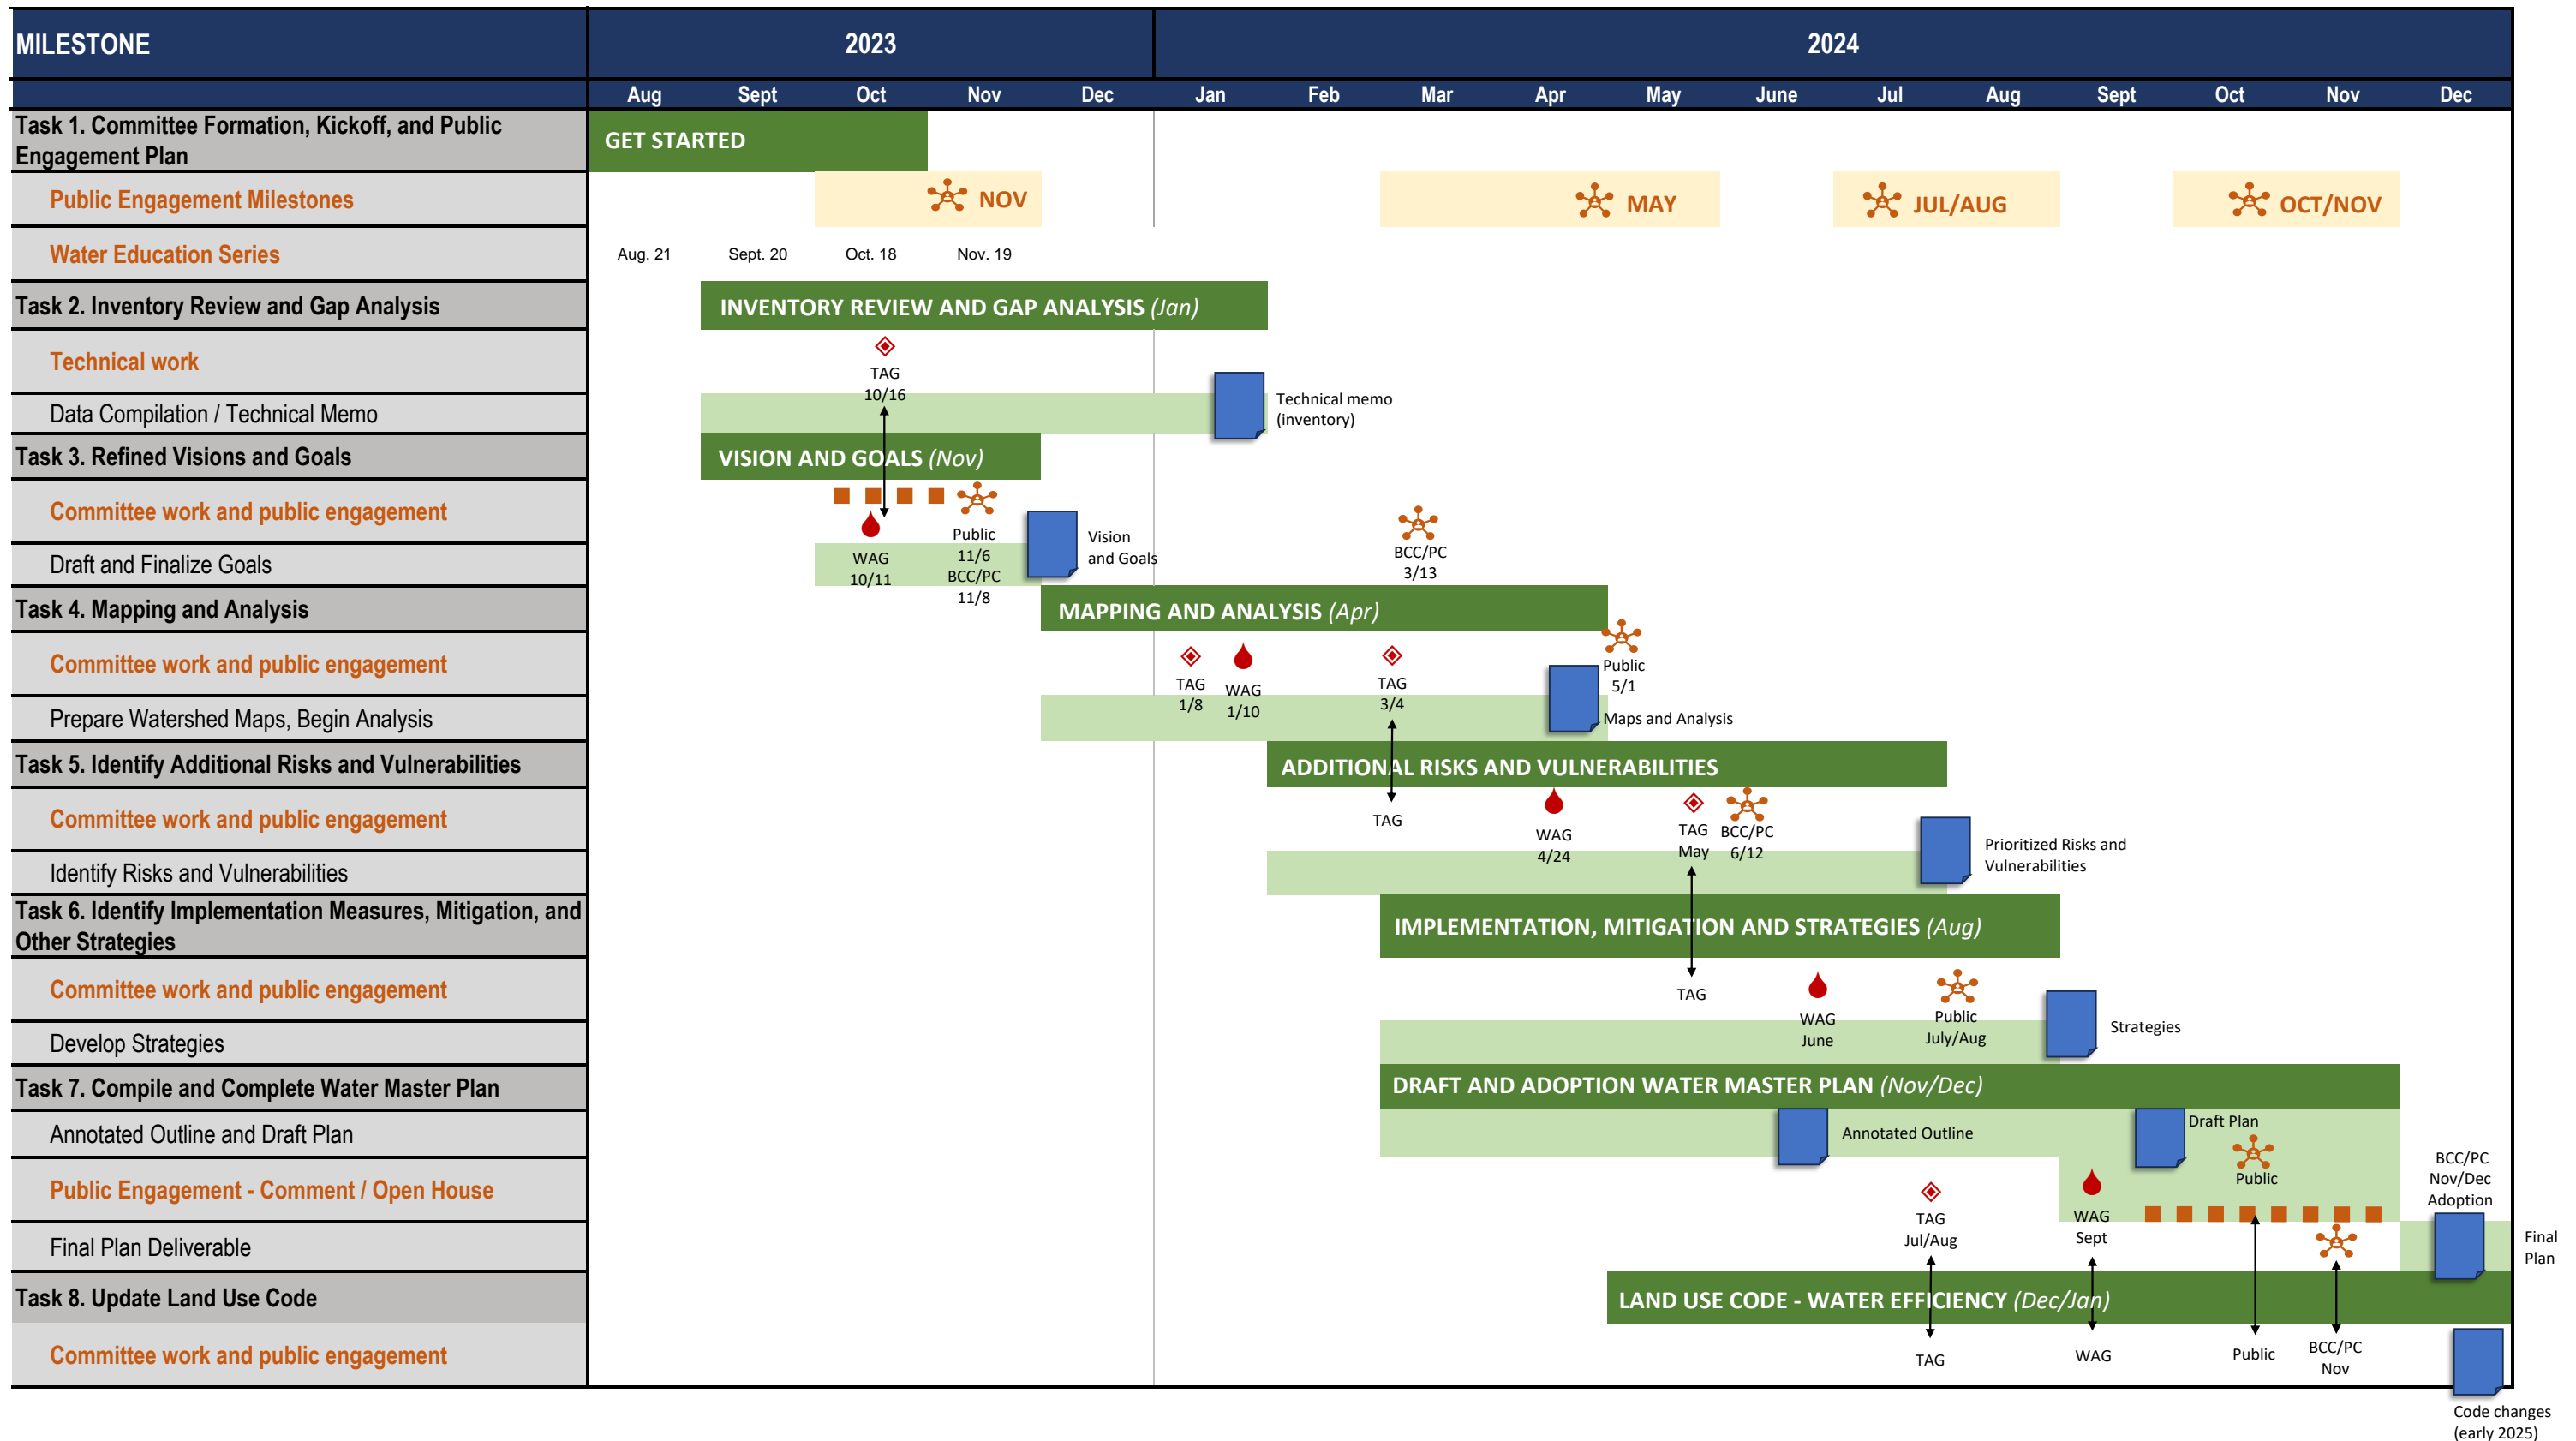 MILESTONE
2023
2024
Aug Sept Oct Nov Dec Jan Feb Mar Apr May June Jul Aug Sept Oct Nov Dec
Task 1. Committee Formation, Kickoff, and Public
Engagement Plan
GET STARTED
Public Engagement Milestones
NOV
MAY
JUL/AUG
OCT/NOV
Water Education Series
Aug. 21
Sept. 20
Oct. 18
Nov. 19
Task 2. Inventory Review and Gap Analysis
INVENTORY REVIEW AND GAP ANALYSIS (Jan)
Technical work
TAG
10/16
Data Compilation / Technical Memo
Technical memo
(inventory)
Task 3. Refined Visions and Goals
VISION AND GOALS (Nov)
Committee work and public engagement
WAG
10/11
Public
11/6
BCC/PC
11/8
Vision
and Goals
BCC/PC
3/13
Draft and Finalize Goals
Task 4. Mapping and Analysis
MAPPING AND ANALYSIS (Apr)
Committee work and public engagement
TAG
1/8
WAG
1/10
TAG
3/4
Public
5/1
Maps and Analysis
Prepare Watershed Maps, Begin Analysis
Task 5. Identify Additional Risks and Vulnerabilities
ADDITIONAL RISKS AND VULNERABILITIES
Committee work and public engagement
TAG
WAG
4/24
TAG
May
BCC/PC
6/12
Prioritized Risks and
Vulnerabilities
Identify Risks and Vulnerabilities
Task 6. Identify Implementation Measures, Mitigation, and
Other Strategies
IMPLEMENTATION, MITIGATION AND STRATEGIES (Aug)
Committee work and public engagement
TAG
WAG
June
Public
July/Aug
Strategies
Develop Strategies
Task 7. Compile and Complete Water Master Plan
DRAFT AND ADOPTION WATER MASTER PLAN (Nov/Dec)
Annotated Outline and Draft Plan
Annotated Outline
Draft Plan
Public Engagement - Comment / Open House
TAG
Jul/Aug
WAG
Sept
Public
BCC/PC
Nov/Dec
Adoption
Final Plan Deliverable
Final
Plan
Task 8. Update Land Use Code
LAND USE CODE - WATER EFFICIENCY (Dec/Jan)
Committee work and public engagement
TAG
WAG
Public
BCC/PC
Nov
Code changes
(early 2025)